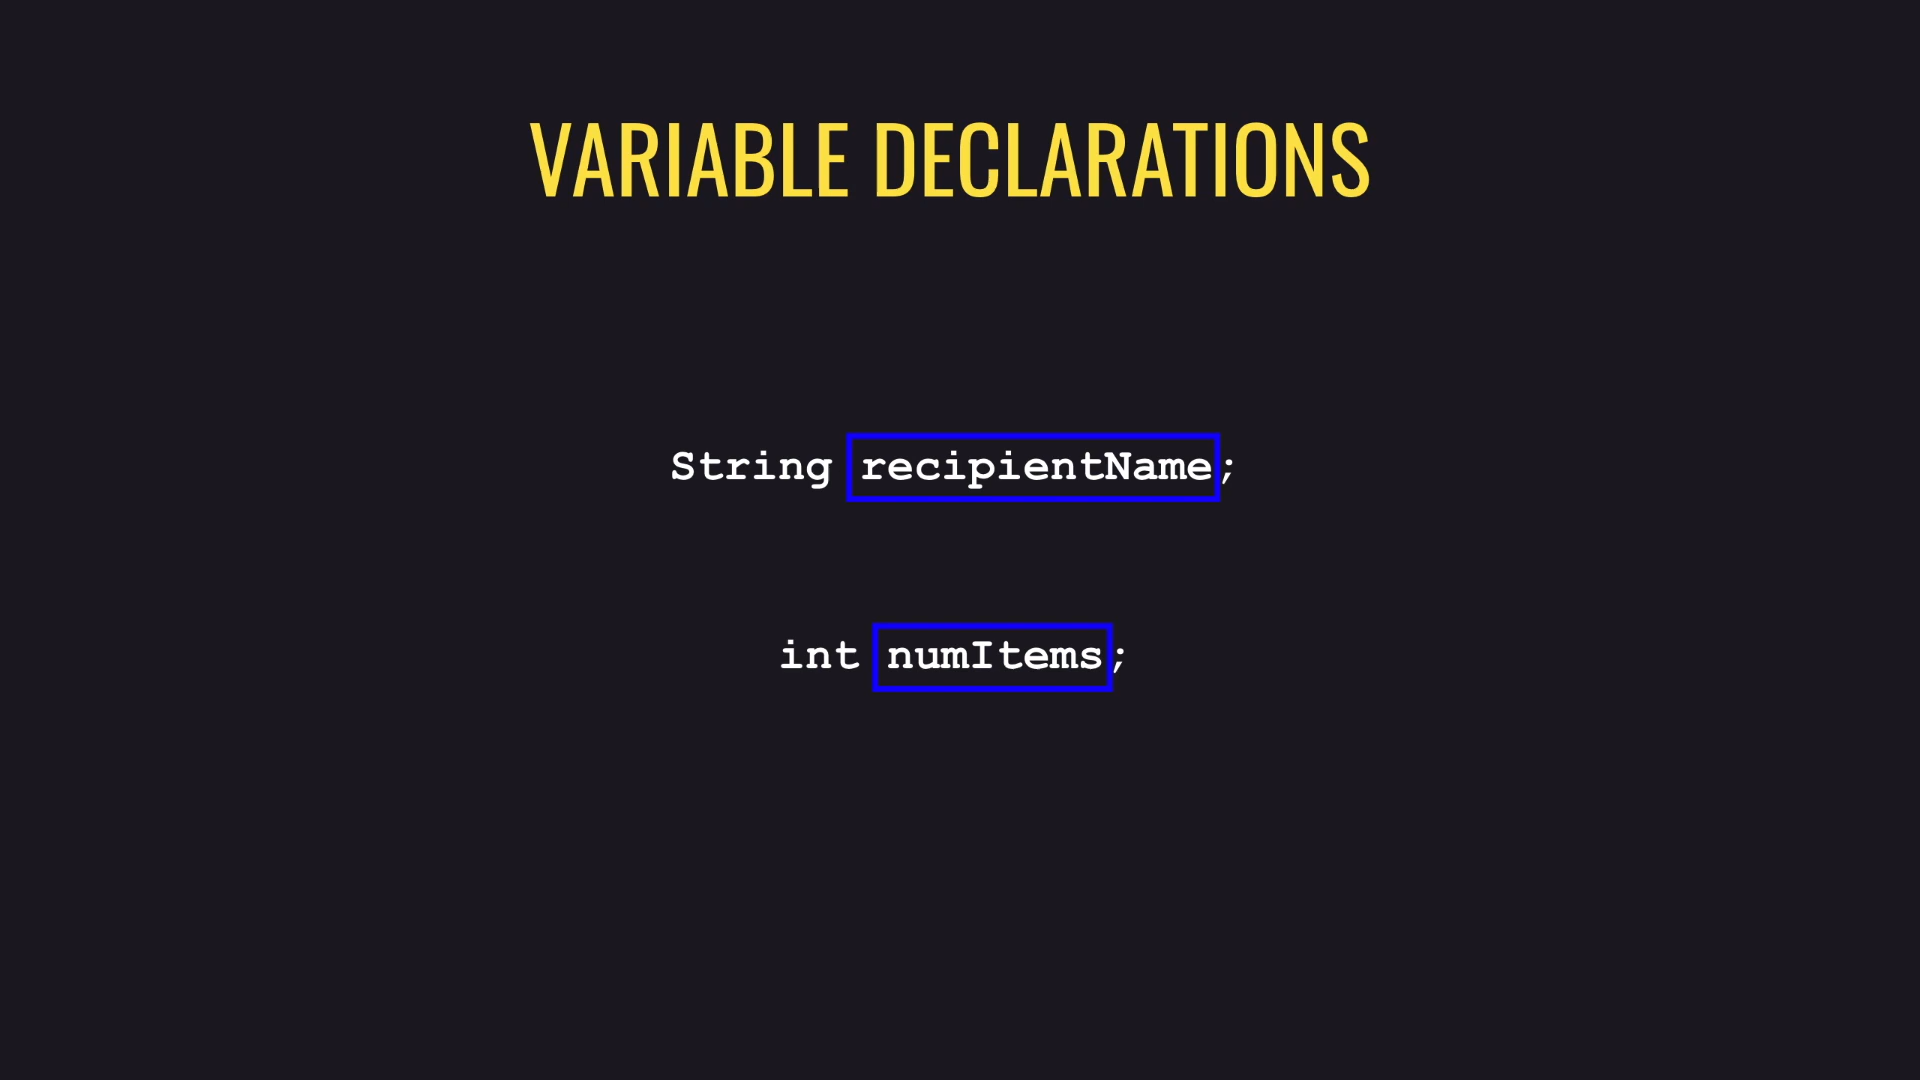 VARIABLE DECLARATIONS
String recipientName;
int numItems;